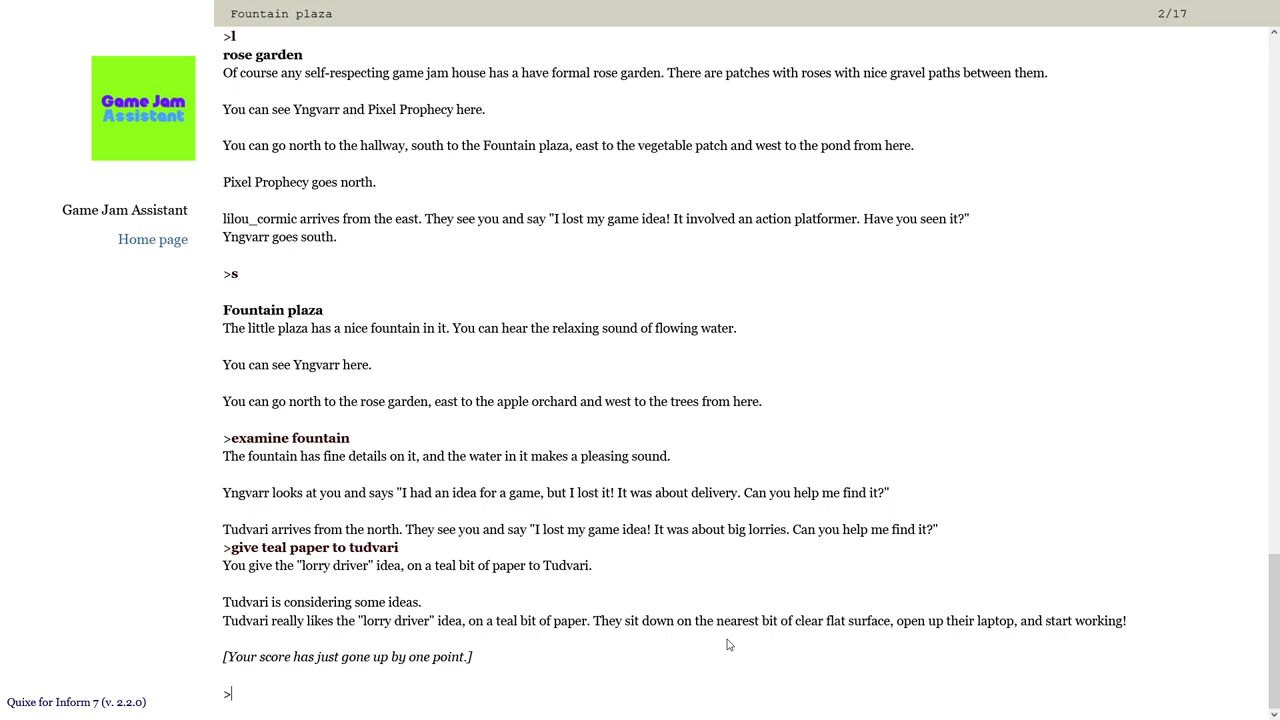 Fountain plaza 2/17
>l
rose garden
Of course any self-respecting game jam house has a have formal rose garden. There are patches with roses with nice gravel paths between them.
You can see Yngvarr and Pixel Prophecy here.
You can go north to the hallway, south to the Fountain plaza, east to the vegetable patch and west to the pond from here.
Pixel Prophecy goes north.
lilou_cormic arrives from the east. They see you and say "I lost my game idea! It involved an action platformer. Have you seen it?"
Yngvarr goes south.
>s
Fountain plaza
The little plaza has a nice fountain in it. You can hear the relaxing sound of flowing water.
You can see Yngvarr here.
You can go north to the rose garden, east to the apple orchard and west to the trees from here.
>examine fountain
The fountain has fine details on it, and the water in it makes a pleasing sound.
Yngvarr looks at you and says "I had an idea for a game, but I lost it! It was about delivery. Can you help me find it?"
Tudvari arrives from the north. They see you and say "I lost my game idea! It was about big lorries. Can you help me find it?"
>give teal paper to tudvari
You give the "lorry driver" idea, on a teal bit of paper to Tudvari.
Tudvari is considering some ideas.
Tudvari really likes the "lorry driver" idea, on a teal bit of paper. They sit down on the nearest bit of clear flat surface, open up their laptop, and start working!
[Your score has just gone up by one point.]
>
Game Jam
Assistant
Game Jam Assistant
Home page
Quixe for Inform 7 (v. 2.2.0)